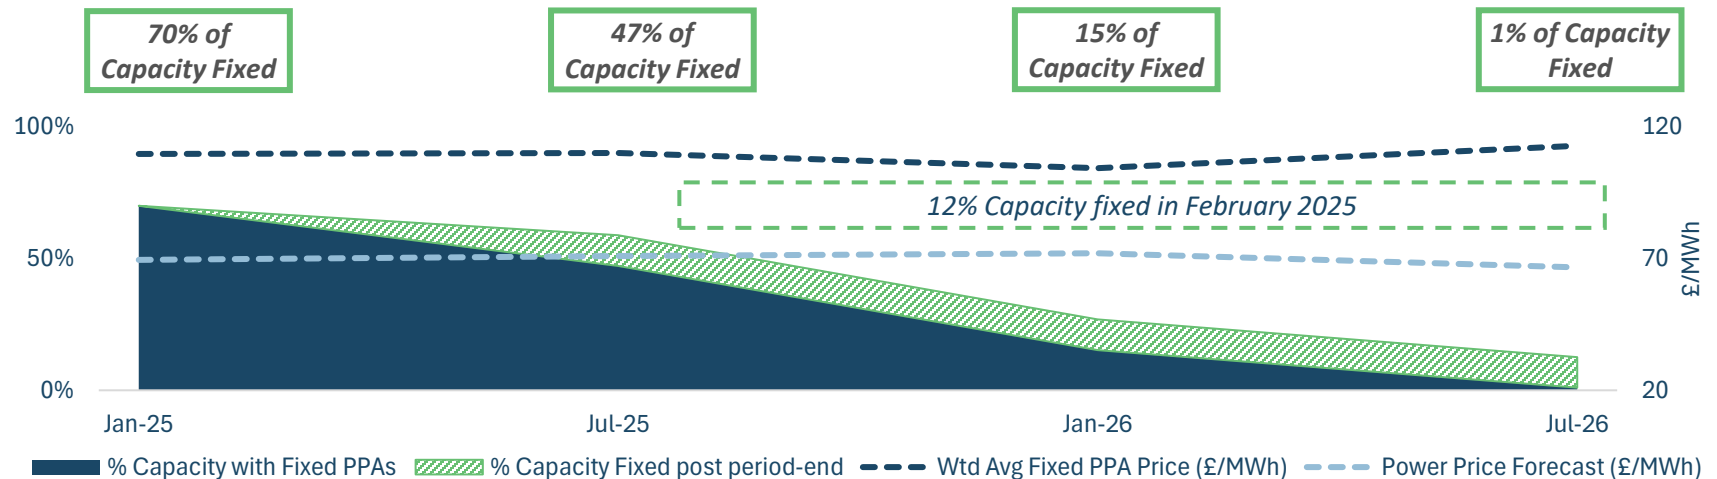 70% of
Capacity Fixed
47% of
Capacity Fixed
15% of
Capacity Fixed
1% of Capacity
Fixed
100%
50%
0%
120
70
20
£/MWh
12% Capacity fixed in February 2025
Jan-25
Jul-25
Jan-26
Jul-26
% Capacity with Fixed PPAs
% Capacity Fixed post period-end
Wtd Avg Fixed PPA Price (£/MWh)
Power Price Forecast (£/MWh)